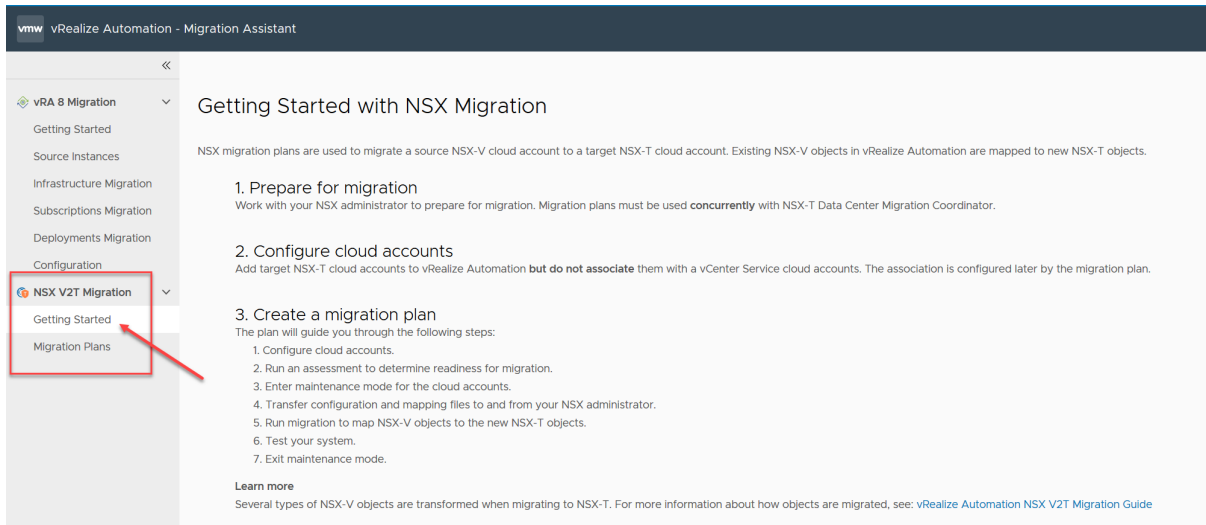 vmw vRealize Automation - Migration Assistant
vRA 8 Migration
Getting Started
Source Instances
Infrastructure Migration
Subscriptions Migration
Deployments Migration
Configuration
NSX V2T Migration
Getting Started
Migration Plans
Getting Started with NSX Migration
NSX migration plans are used to migrate a source NSX-V cloud account to a target NSX-T cloud account. Existing NSX-V objects in vRealize Automation are mapped to new NSX-T objects.
1. Prepare for migration
Work with your NSX administrator to prepare for migration. Migration plans must be used concurrently with NSX-T Data Center Migration Coordinator.
2. Configure cloud accounts
Add target NSX-T cloud accounts to vRealize Automation but do not associate them with a vCenter Service cloud accounts. The association is configured later by the migration plan.
3. Create a migration plan
The plan will guide you through the following steps:
1. Configure cloud accounts.
2. Run an assessment to determine readiness for migration.
3. Enter maintenance mode for the cloud accounts.
4. Transfer configuration and mapping files to and from your NSX administrator.
5. Run migration to map NSX-V objects to the new NSX-T objects.
6. Test your system.
7. Exit maintenance mode.
Learn more
Several types of NSX-V objects are transformed when migrating to NSX-T. For more information about how objects are migrated, see: vRealize Automation NSX V2T Migration Guide